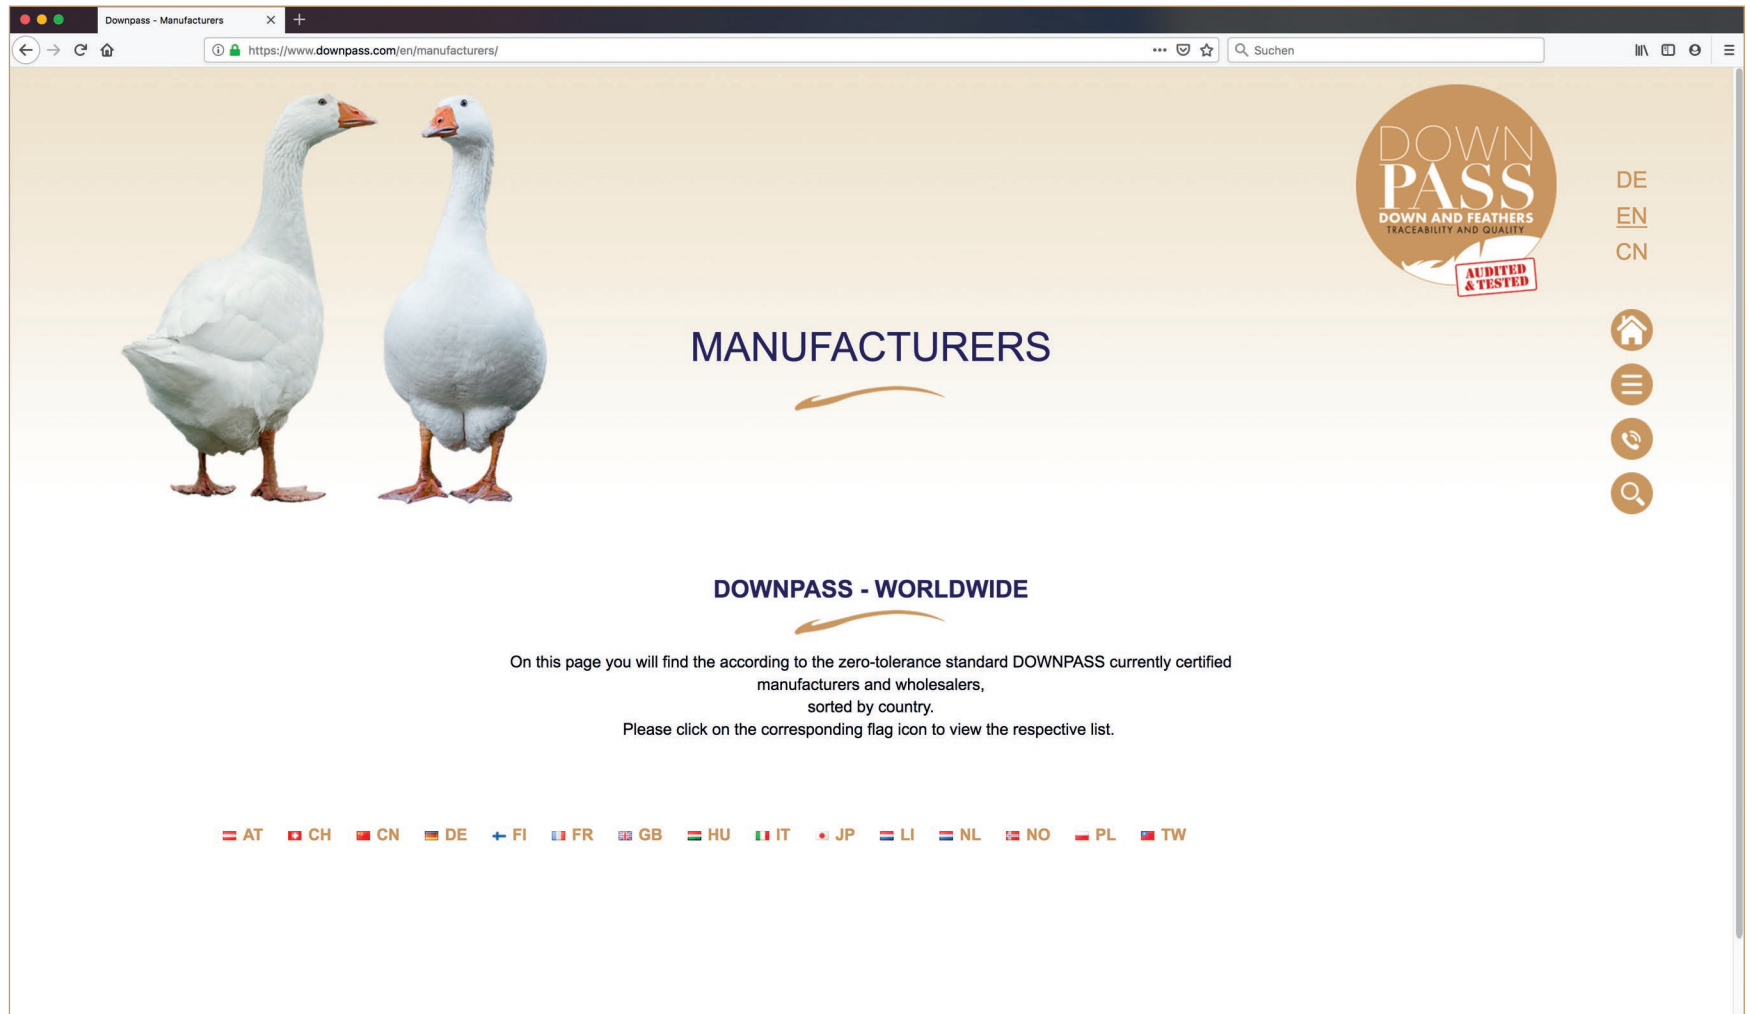 Downpass - Manufacturers
https://www.downpass.com/en/manufacturers/
Suchen
DOWN
PASS
DOWN AND FEATHERS
TRACEABILITY AND QUALITY
AUDITED
& TESTED
DE
EN
CN
MANUFACTURERS
DOWNPASS - WORLDWIDE
On this page you will find the according to the zero-tolerance standard DOWNPASS currently certified
manufacturers and wholesalers,
sorted by country.
Please click on the corresponding flag icon to view the respective list.
AT CH CN DE FI FR GB HU IT JP LI NL NO PL TW